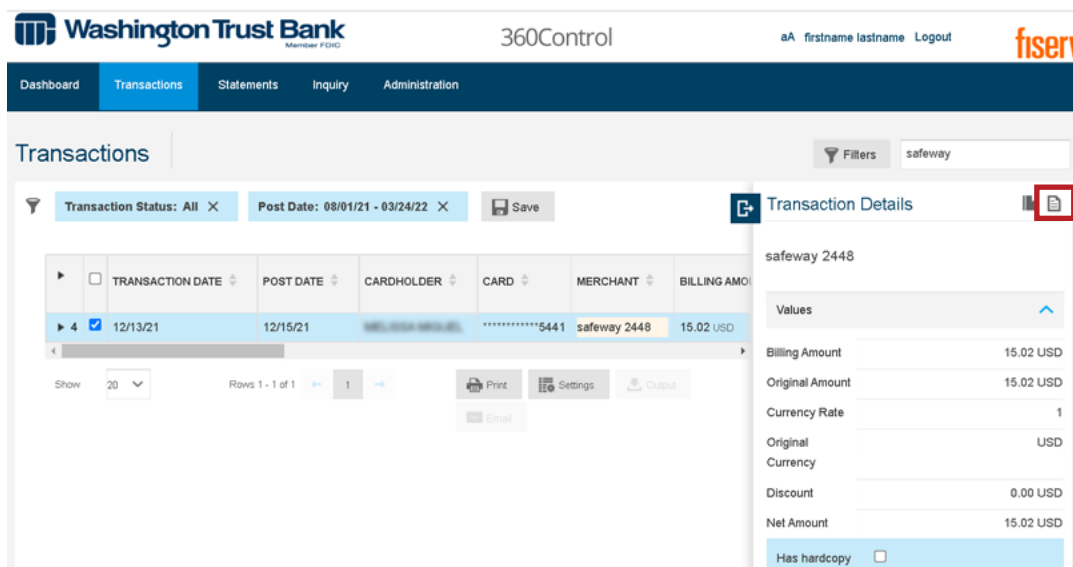 Washington Trust Bank
Member FDIC
360Control
aA firstname lastname Logout
fiserv
Dashboard Transactions Statements Inquiry Administration
Transactions
Filters
safeway
Transaction Status: All X
Post Date: 08/01/21 - 03/24/22 X
Save
Transaction Details
safeway 2448
TRANSACTION DATE POST DATE CARDHOLDER CARD MERCHANT BILLING AMOU
4 12/13/21 12/15/21 ************5441 safeway 2448 15.02 USD
Show 20 Rows 1 - 1 of 1 1 Print Settings Output
Email
Values
Billing Amount 15.02 USD
Original Amount 15.02 USD
Currency Rate 1
Original Currency USD
Discount 0.00 USD
Net Amount 15.02 USD
Has hardcopy